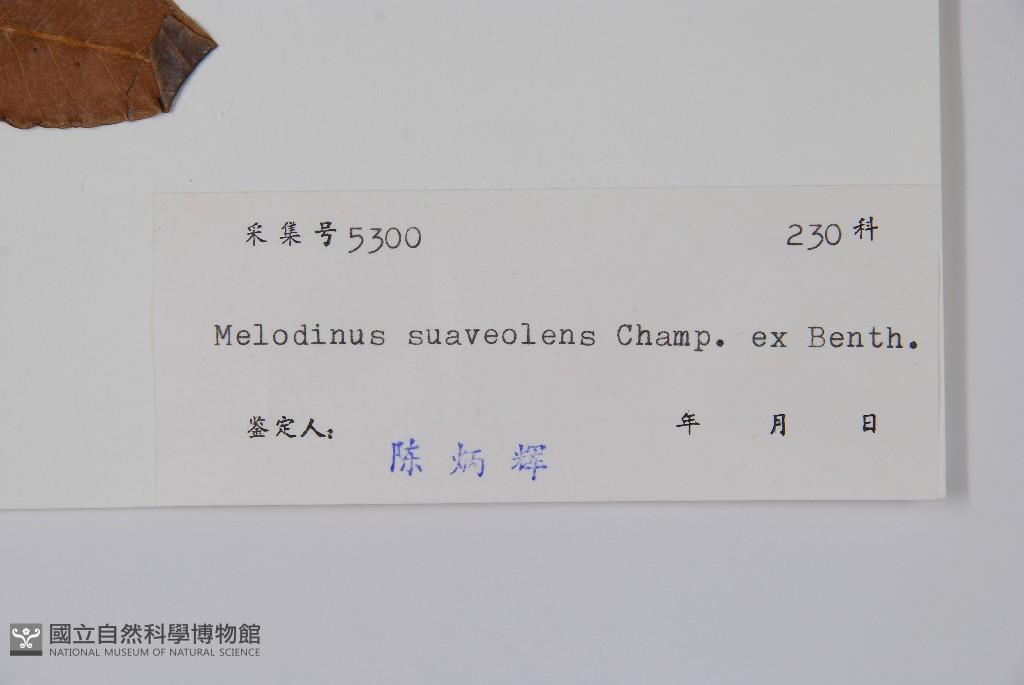 采集号 5300 230 科
Melodinus suaveolens Champ. ex Benth.
鉴定人: 年 月 日
陈炳辉
國立自然科學博物館
NATIONAL MUSEUM OF NATURAL SCIENCE